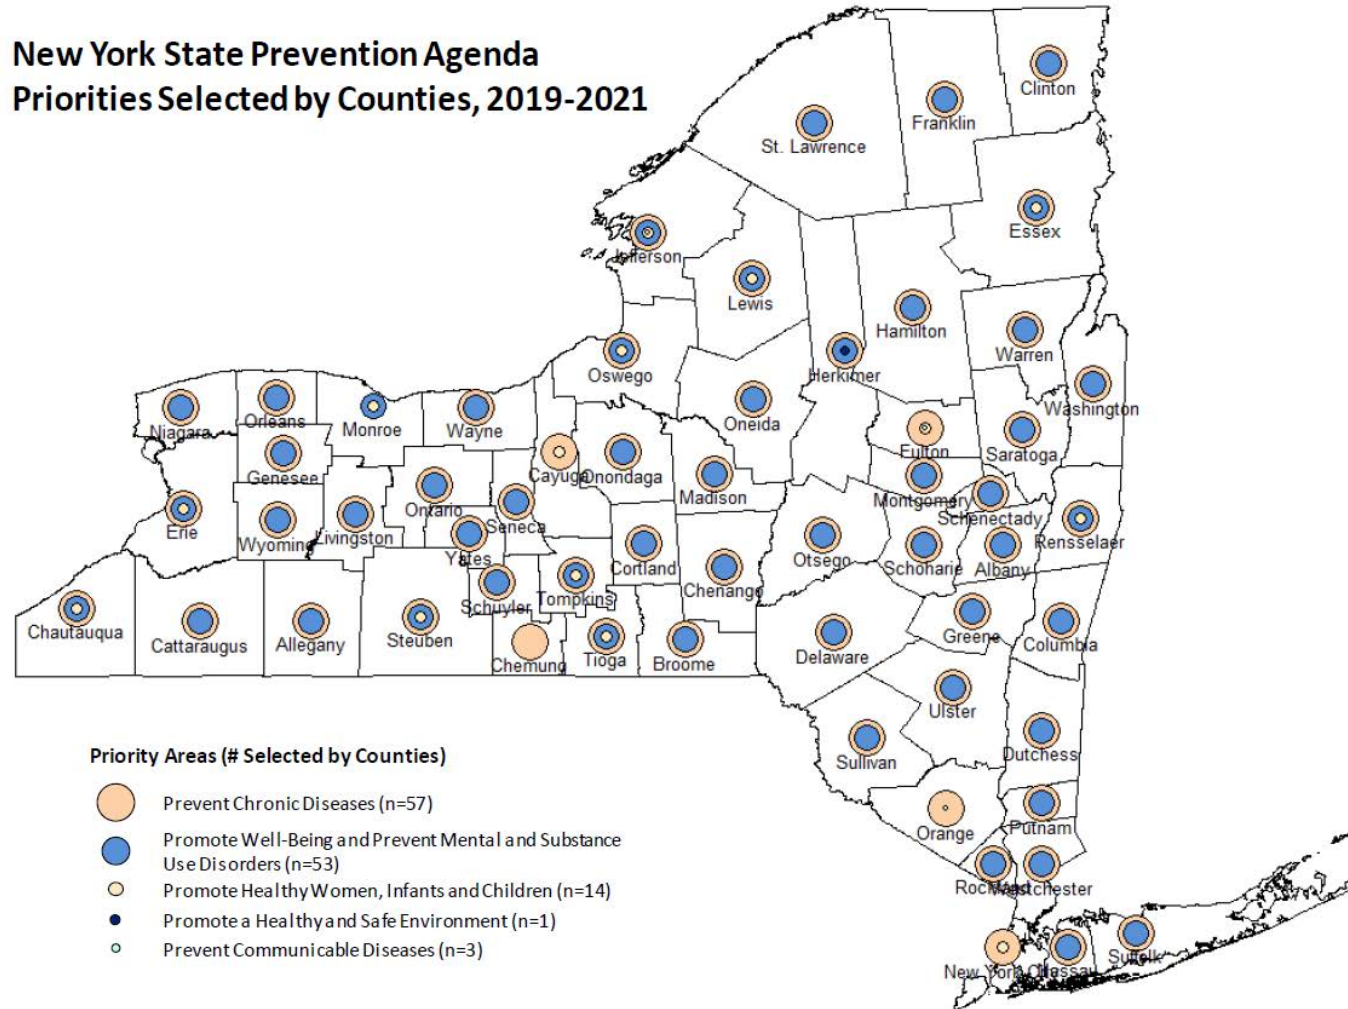 New York State Prevention Agenda
Priorities Selected by Counties, 2019-2021
Clinton
Franklin
St. Lawrence
Essex
Jefferson
Lewis
Hamilton
Warren
Oswego
Herkimer
Washington
Oneida
Niagara
Orleans
Monroe
Wayne
Fulton
Saratoga
Cayuga
Onondaga
Genesee
Madison
Montgomery
Ontario
Schenectady
Seneca
Erie
Wyoming
Livingston
Rensselaer
Yates
Otsego
Cortland
Schoharie
Albany
Chenango
Schuyler
Tompkins
Chautauqua
Cattaraugus
Allegany
Steuben
Greene
Columbia
Chemung
Tioga
Broome
Delaware
Ulster
Sullivan
Dutchess
Priority Areas (# Selected by Counties)
Prevent Chronic Diseases (n=57)
Promote Well-Being and Prevent Mental and Substance
Use Disorders (n=53)
Promote Healthy Women, Infants and Children (n=14)
Promote a Healthy and Safe Environment (n=1)
Prevent Communicable Diseases (n=3)
Orange
Putnam
Rockland
Westchester
New York
Nassau
Suffolk